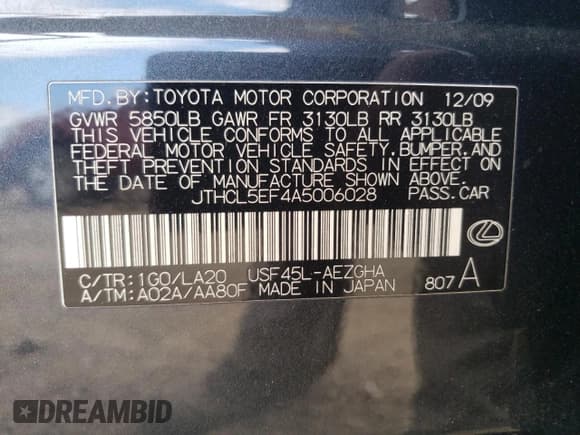 MFD. BY: TOYOTA MOTOR CORPORATION 12/09
GVWR 5850LB GAWR FR 3130LB RR 3130LB
THIS VEHICLE CONFORMS TO ALL APPLICABLE
FEDERAL MOTOR VEHICLE SAFETY, BUMPER, AND
THEFT PREVENTION STANDARDS IN EFFECT ON
THE DATE OF MANUFACTURE SHOWN ABOVE.
JTHCL5EF4A5006028 PASS. CAR
C/TR: 1G0/LA20 USF45L-AEZGHA
A/TM: A02A/AA80F MADE IN JAPAN 807 A
DREAMBID